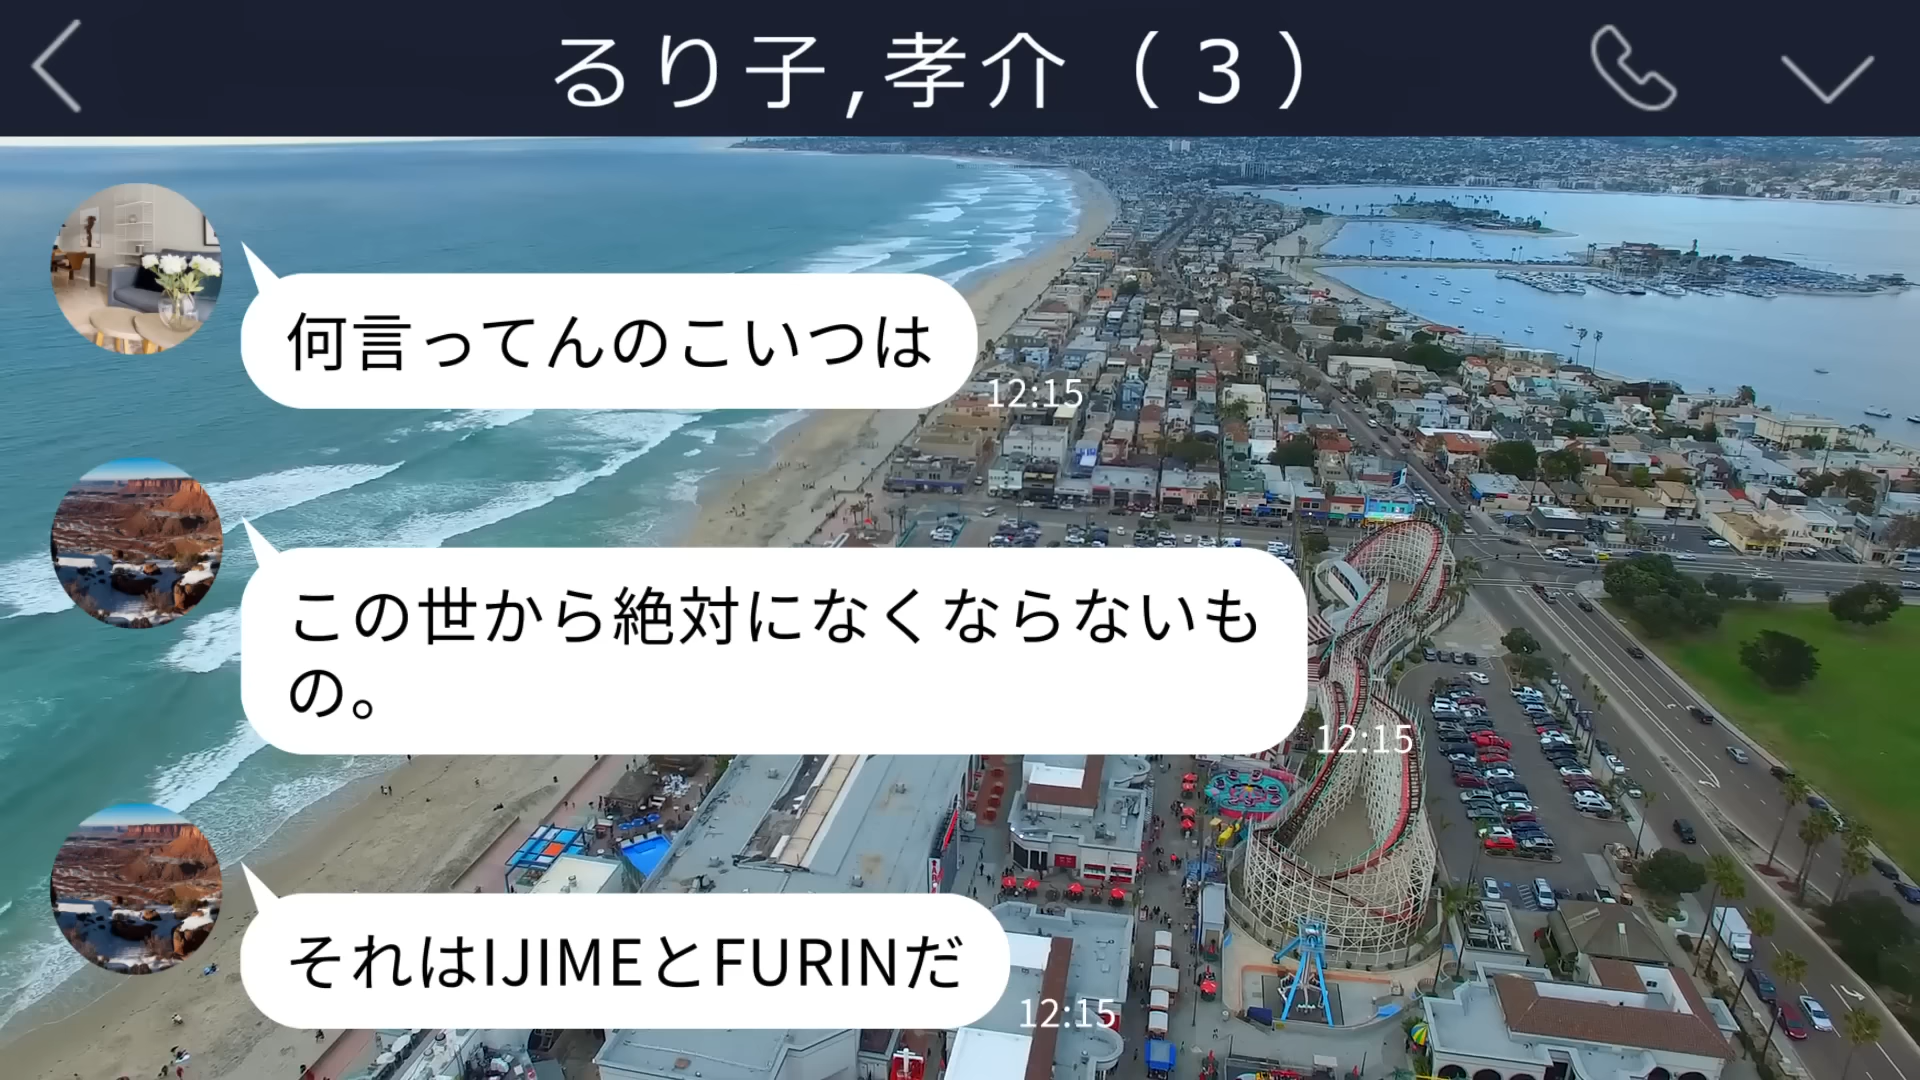 るり子,孝介（3）
何言ってんのこいつは
12:15
この世から絶対になくならないも
の。
12:15
それはIJIMEとFURINだ
12:15